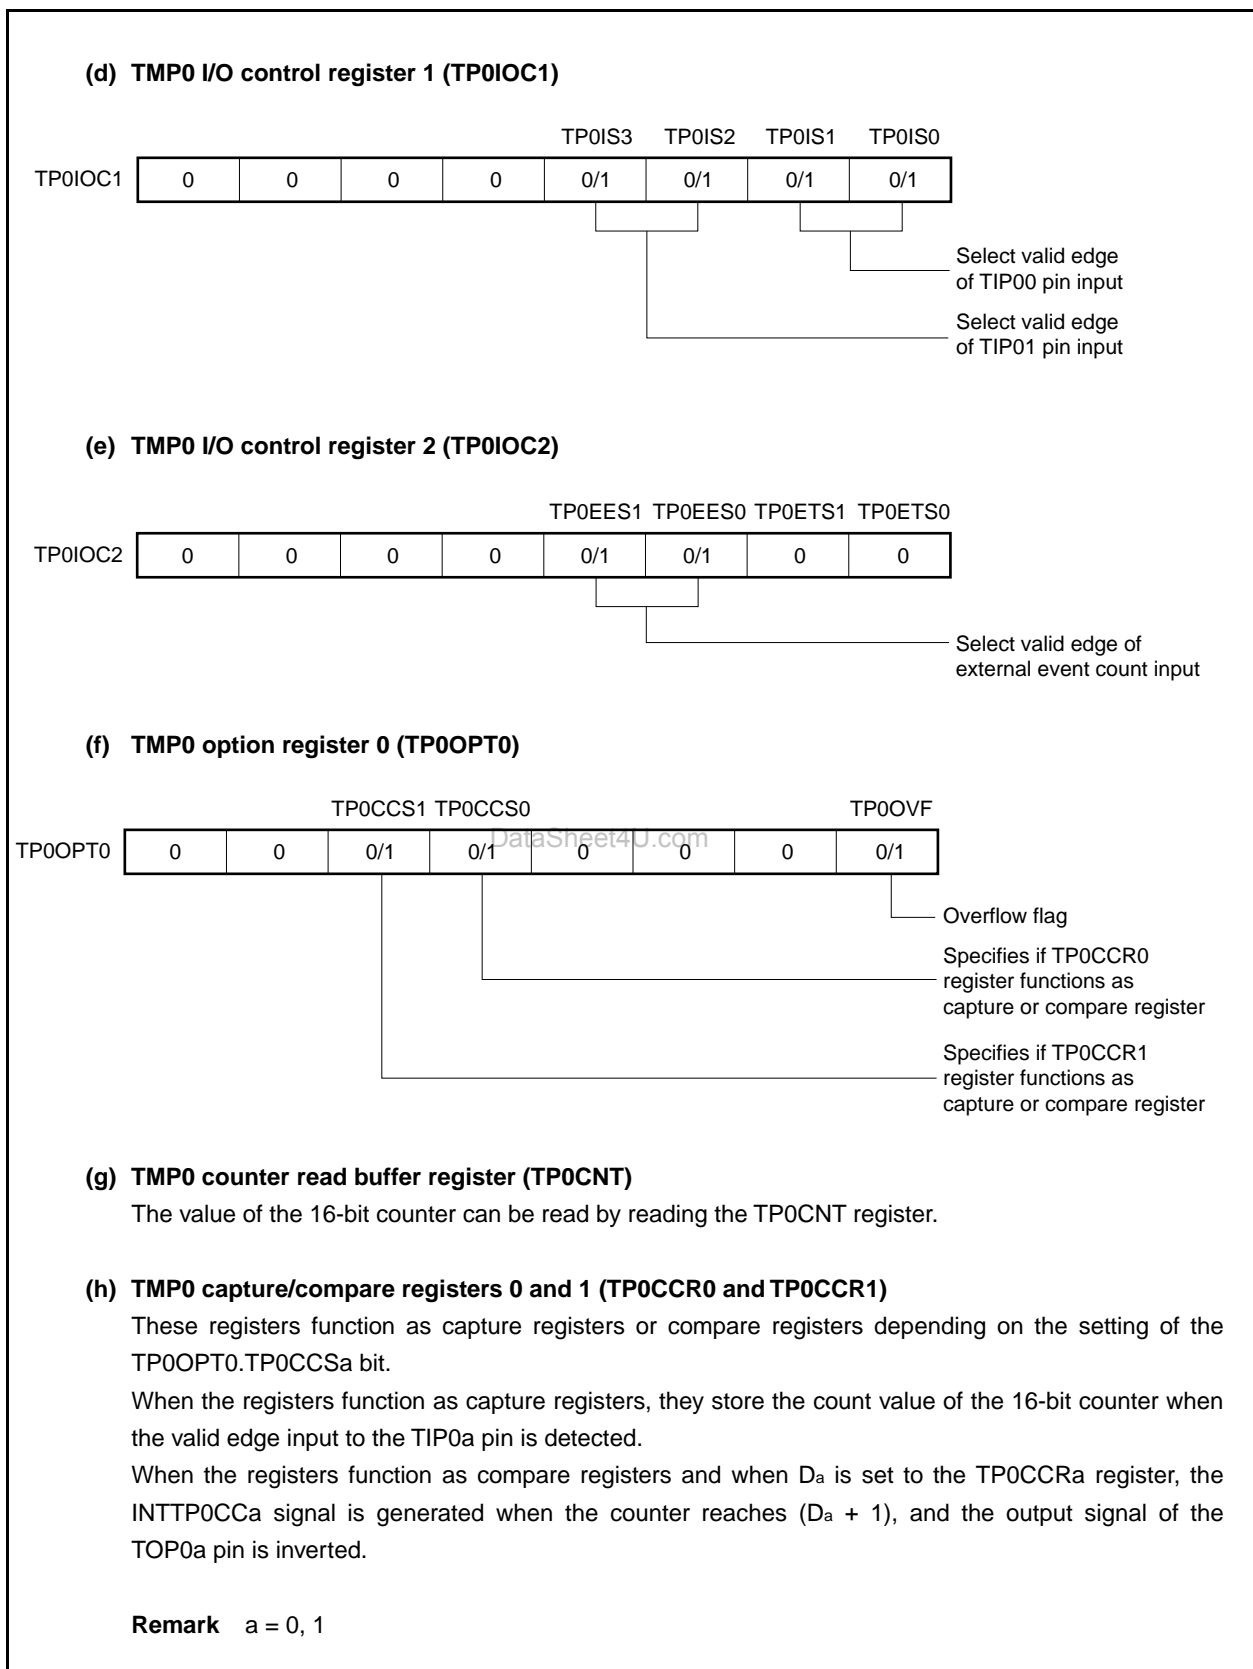 (d) TMP0 I/O control register 1 (TP0IOC1)
TP0IS3 TP0IS2 TP0IS1 TP0IS0
TP0IOC1 0 0 0 0 0/1 0/1 0/1 0/1
Select valid edge
of TIP00 pin input
Select valid edge
of TIP01 pin input
(e) TMP0 I/O control register 2 (TP0IOC2)
TP0EES1 TP0EES0 TP0ETS1 TP0ETS0
TP0IOC2 0 0 0 0 0/1 0/1 0 0
Select valid edge of
external event count input
(f) TMP0 option register 0 (TP0OPT0)
TP0CCS1 TP0CCS0 TP0OVF
TP0OPT0 0 0 0/1 0/1 0 0 0 0/1
DataSheet4U.com
Overflow flag
Specifies if TP0CCR0
register functions as
capture or compare register
Specifies if TP0CCR1
register functions as
capture or compare register
(g) TMP0 counter read buffer register (TP0CNT)
The value of the 16-bit counter can be read by reading the TP0CNT register.
(h) TMP0 capture/compare registers 0 and 1 (TP0CCR0 and TP0CCR1)
These registers function as capture registers or compare registers depending on the setting of the
TP0OPT0.TP0CCSa bit.
When the registers function as capture registers, they store the count value of the 16-bit counter when
the valid edge input to the TIP0a pin is detected.
When the registers function as compare registers and when Da is set to the TP0CCRa register, the
INTTP0CCa signal is generated when the counter reaches (Da + 1), and the output signal of the
TOP0a pin is inverted.
Remark a = 0, 1